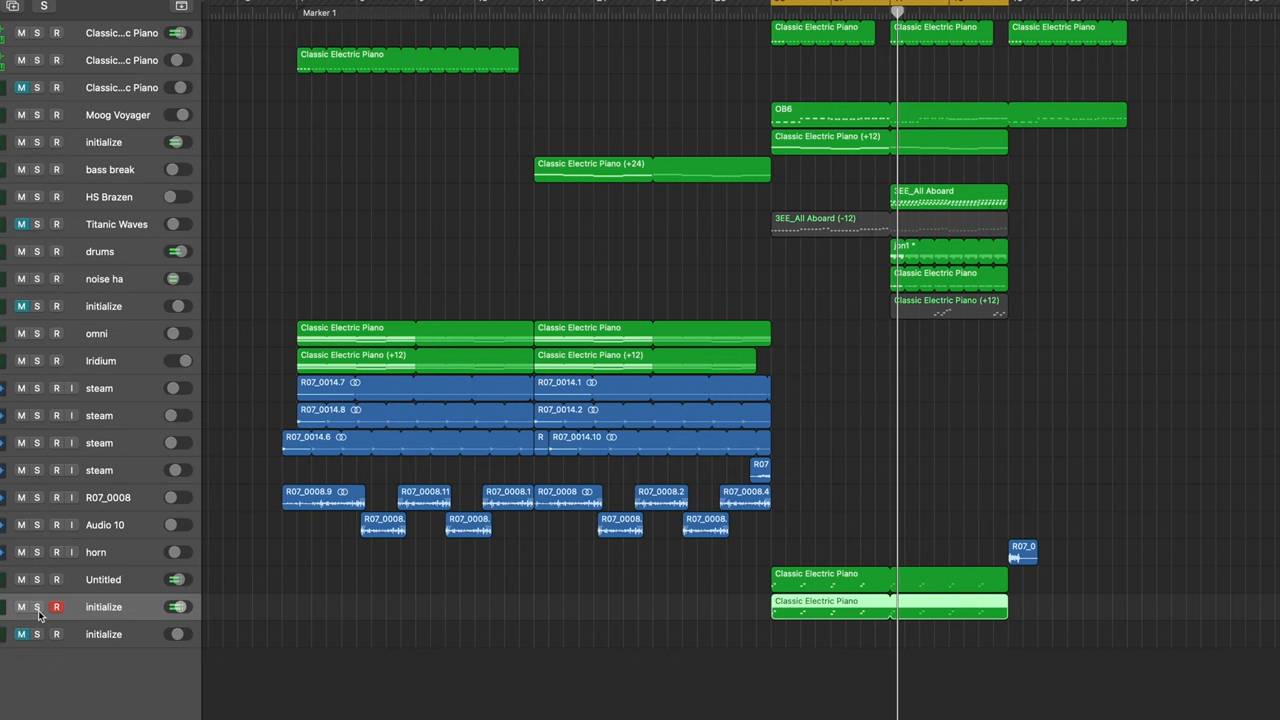 S
Marker 1
M S R Classic...c Piano Classic Electric Piano Classic Electric Piano Classic Electric Piano
M S R Classic...c Piano Classic Electric Piano
M S R Classic...c Piano
M S R Moog Voyager OB6
M S R initialize Classic Electric Piano (+12)
M S R bass break Classic Electric Piano (+24)
M S R HS Brazen 3EE_All Aboard
M S R Titanic Waves 3EE_All Aboard (-12)
M S R drums
M S R noise ha Classic Electric Piano
M S R initialize Classic Electric Piano (+12)
M S R omni Classic Electric Piano Classic Electric Piano
M S R Iridium Classic Electric Piano (+12) Classic Electric Piano (+12)
M S R I steam R07_0014.7 R07_0014.1
M S R I steam R07_0014.8 R07_0014.2
M S R I steam R07_0014.6 R R07_0014.10
M S R I steam R07
M S R I R07_0008 R07_0008.9 R07_0008.11 R07_0008.1 R07_0008 R07_0008.2 R07_0008.4
M S R I Audio 10 R07_0008. R07_0008. R07_0008. R07_0008.
M S R I horn R07_0
M S R Untitled Classic Electric Piano
M S R initialize Classic Electric Piano
M S R initialize